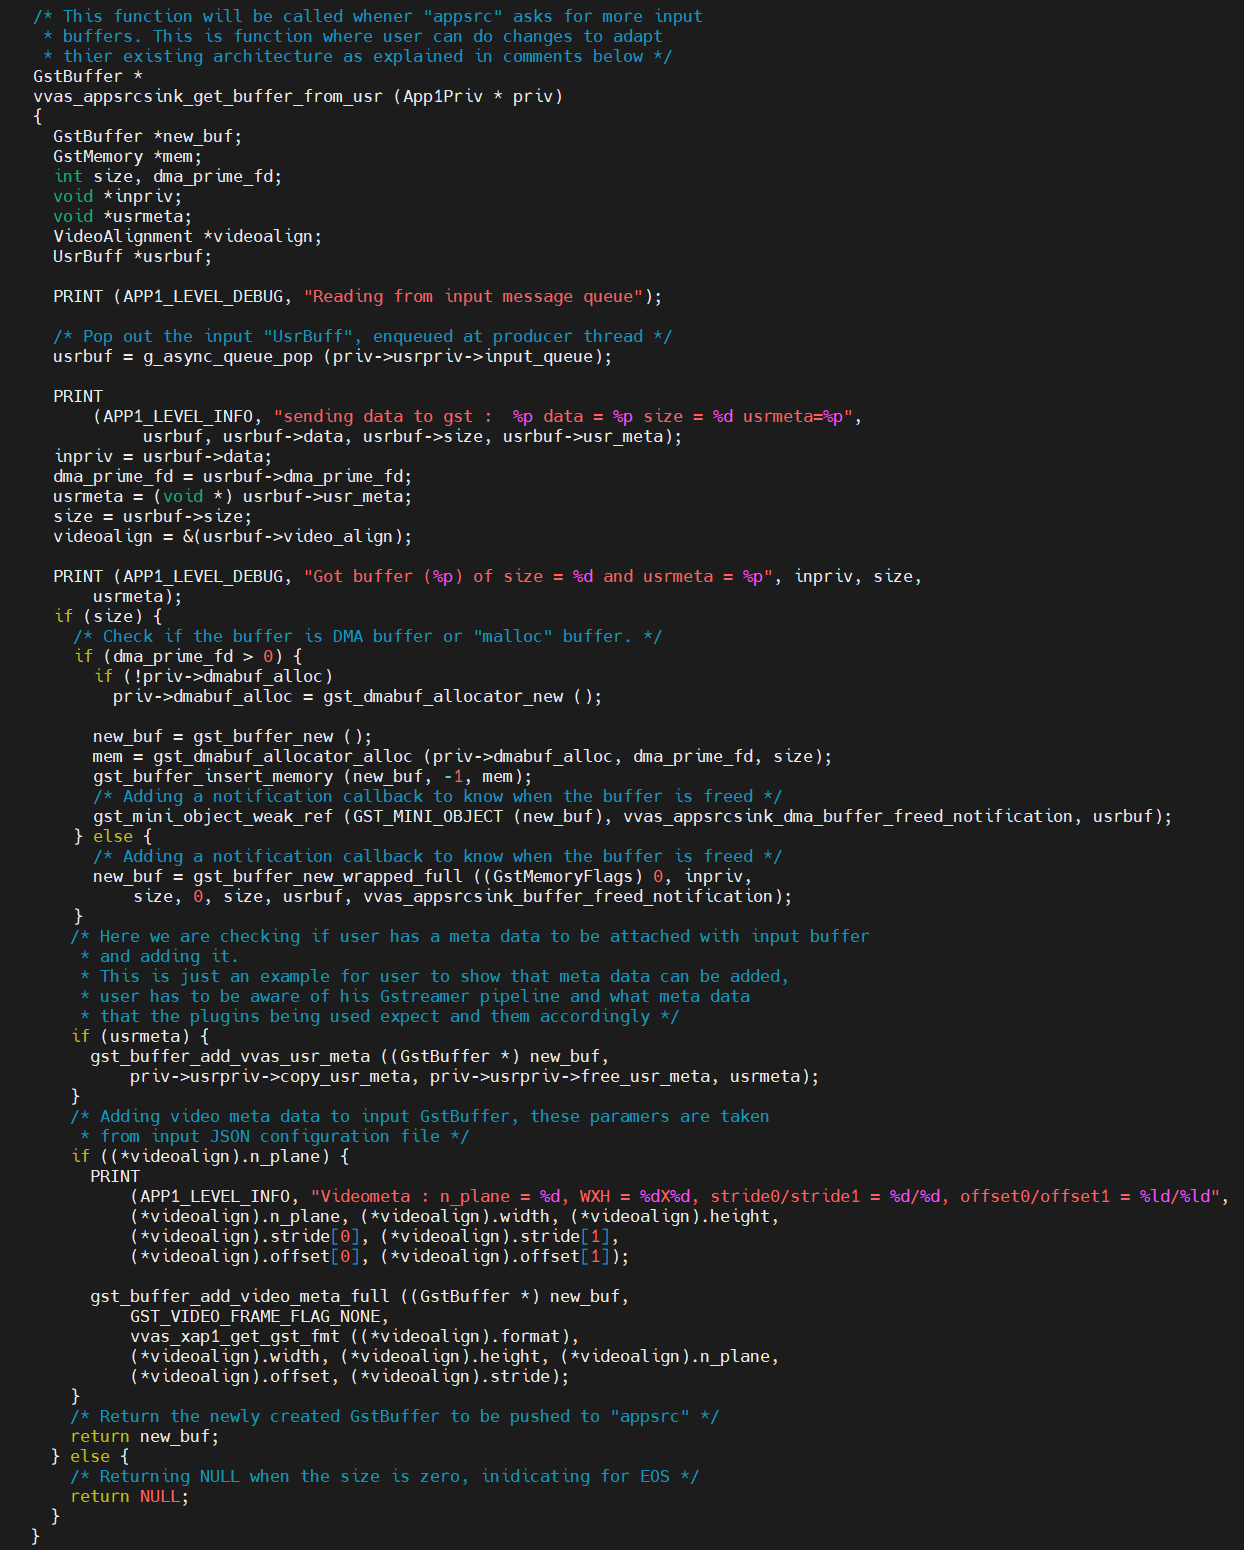 /* This function will be called whener "appsrc" asks for more input
 * buffers. This is function where user can do changes to adapt
 * thier existing architecture as explained in comments below */
GstBuffer *
vvas_appsrcsink_get_buffer_from_usr (App1Priv * priv)
{
  GstBuffer *new_buf;
  GstMemory *mem;
  int size, dma_prime_fd;
  void *inpriv;
  void *usrmeta;
  VideoAlignment *videoalign;
  UsrBuff *usrbuf;

  PRINT (APP1_LEVEL_DEBUG, "Reading from input message queue");

  /* Pop out the input "UsrBuff", enqueued at producer thread */
  usrbuf = g_async_queue_pop (priv->usrpriv->input_queue);

  PRINT
      (APP1_LEVEL_INFO, "sending data to gst :  %p data = %p size = %d usrmeta=%p",
           usrbuf, usrbuf->data, usrbuf->size, usrbuf->usr_meta);
  inpriv = usrbuf->data;
  dma_prime_fd = usrbuf->dma_prime_fd;
  usrmeta = (void *) usrbuf->usr_meta;
  size = usrbuf->size;
  videoalign = &(usrbuf->video_align);

  PRINT (APP1_LEVEL_DEBUG, "Got buffer (%p) of size = %d and usrmeta = %p", inpriv, size,
      usrmeta);
  if (size) {
    /* Check if the buffer is DMA buffer or "malloc" buffer. */
    if (dma_prime_fd > 0) {
      if (!priv->dmabuf_alloc)
        priv->dmabuf_alloc = gst_dmabuf_allocator_new ();

      new_buf = gst_buffer_new ();
      mem = gst_dmabuf_allocator_alloc (priv->dmabuf_alloc, dma_prime_fd, size);
      gst_buffer_insert_memory (new_buf, -1, mem);
      /* Adding a notification callback to know when the buffer is freed */
      gst_mini_object_weak_ref (GST_MINI_OBJECT (new_buf), vvas_appsrcsink_dma_buffer_freed_notification, usrbuf);
    } else {
      /* Adding a notification callback to know when the buffer is freed */
      new_buf = gst_buffer_new_wrapped_full ((GstMemoryFlags) 0, inpriv,
          size, 0, size, usrbuf, vvas_appsrcsink_buffer_freed_notification);
    }
    /* Here we are checking if user has a meta data to be attached with input buffer
     * and adding it.
     * This is just an example for user to show that meta data can be added,
     * user has to be aware of his Gstreamer pipeline and what meta data
     * that the plugins being used expect and them accordingly */
    if (usrmeta) {
      gst_buffer_add_vvas_usr_meta ((GstBuffer *) new_buf,
          priv->usrpriv->copy_usr_meta, priv->usrpriv->free_usr_meta, usrmeta);
    }
    /* Adding video meta data to input GstBuffer, these paramers are taken
     * from input JSON configuration file */
    if ((*videoalign).n_plane) {
      PRINT
          (APP1_LEVEL_INFO, "Videometa : n_plane = %d, WXH = %dX%d, stride0/stride1 = %d/%d, offset0/offset1 = %ld/%ld",
          (*videoalign).n_plane, (*videoalign).width, (*videoalign).height,
          (*videoalign).stride[0], (*videoalign).stride[1],
          (*videoalign).offset[0], (*videoalign).offset[1]);

      gst_buffer_add_video_meta_full ((GstBuffer *) new_buf,
          GST_VIDEO_FRAME_FLAG_NONE,
          vvas_xap1_get_gst_fmt ((*videoalign).format),
          (*videoalign).width, (*videoalign).height, (*videoalign).n_plane,
          (*videoalign).offset, (*videoalign).stride);
    }
    /* Return the newly created GstBuffer to be pushed to "appsrc" */
    return new_buf;
  } else {
    /* Returning NULL when the size is zero, inidicating for EOS */
    return NULL;
  }
}